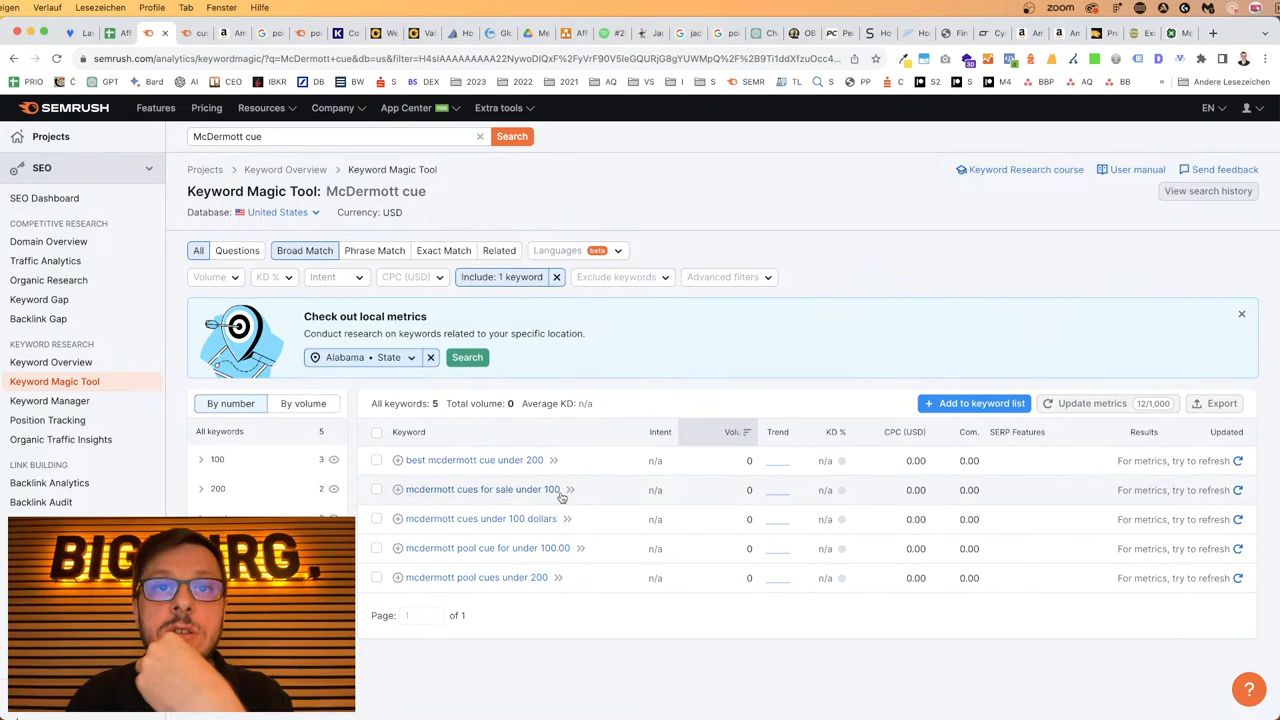 eigen Verlauf Lesezeichen Profile Tab Fenster Hilfe
zoom
semrush.com/analytics/keywordmagic/?q=McDermott+cue&db=us&filter=
PRIO GPT Bard AI CEO IBKR DB BW BS DEX 2023 2022 AQ VS I S SEMR TL S PP S2 S M4 BBP AQ BB » Andere Lesezeichen
SEMRUSH Features Pricing Resources Company App Center NEW Extra tools EN
Projects
McDermott cue Search
SEO
Projects > Keyword Overview > Keyword Magic Tool
Keyword Research course User manual Send feedback
Keyword Magic Tool: McDermott cue
View search history
SEO Dashboard
Database: United States Currency: USD
COMPETITIVE RESEARCH
Domain Overview
Traffic Analytics
Organic Research
Keyword Gap
Backlink Gap
KEYWORD RESEARCH
Keyword Overview
Keyword Magic Tool
Keyword Manager
Position Tracking
Organic Traffic Insights
LINK BUILDING
Backlink Analytics
Backlink Audit
All Questions Broad Match Phrase Match Exact Match Related Languages beta
Volume KD % Intent CPC (USD) Include: 1 keyword Exclude keywords Advanced filters
Check out local metrics
Conduct research on keywords related to your specific location.
Alabama • State Search
By number By volume
All keywords: 5 Total volume: 0 Average KD: n/a
+ Add to keyword list Update metrics 12/1,000 Export
All keywords 5
100 3
200 2
Keyword Intent Volu Trend KD % CPC (USD) Com. SERP Features Results Updated
best mcdermott cue under 200 n/a 0 n/a 0.00 0.00 For metrics, try to refresh
mcdermott cues for sale under 100 n/a 0 n/a 0.00 0.00 For metrics, try to refresh
mcdermott cues under 100 dollars n/a 0 n/a 0.00 0.00 For metrics, try to refresh
mcdermott pool cue for under 100.00 n/a 0 n/a 0.00 0.00 For metrics, try to refresh
mcdermott pool cues under 200 n/a 0 n/a 0.00 0.00 For metrics, try to refresh
Page: 1 of 1
?